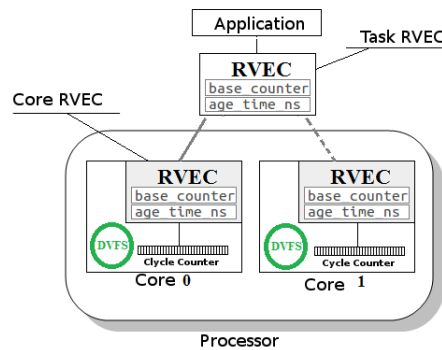 Application
Task RVEC
RVEC
base_counter
age_time_ns
Core RVEC
RVEC
base_counter
age_time_ns
DVFS
Clycle Counter
Core 0
RVEC
base_counter
age_time_ns
DVFS
Cycle Counter
Core 1
Processor